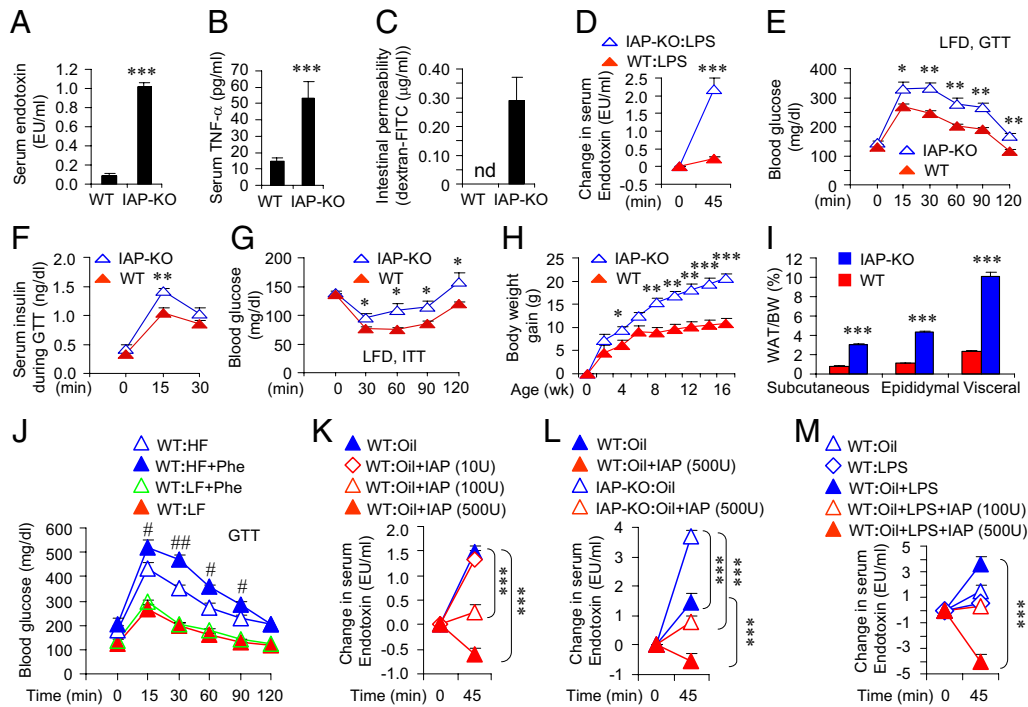 A
Serum endotoxin
(EU/ml)
1.2
1.0
0.8
0.6
0.4
0.2
0.0
***
WT IAP-KO
B
Serum TNF-α (pg/ml)
70
60
50
40
30
20
10
0
***
WT IAP-KO
C
Intestinal permeability
(dextran-FITC (µg/ml))
0.40
0.30
0.20
0.10
0.00
nd
WT IAP-KO
D
IAP-KO:LPS
WT:LPS
Change in serum
Endotoxin (EU/ml)
3
2
1
0
-0.5
***
(min) 0 45
E
LFD, GTT
Blood glucose
(mg/dl)
400
300
200
100
0
* ** ** ** **
IAP-KO
WT
(min) 0 15 30 60 90 120
F
IAP-KO
WT
Serum insulin
during GTT (ng/dl)
2.0
1.5
1.0
0.5
0.0
**
(min) 0 15 30
G
IAP-KO
WT
Blood glucose
(mg/dl)
200
150
100
50
0
* * * *
LFD, ITT
(min) 0 30 60 90 120
H
IAP-KO
WT
Body weight
gain (g)
25
20
15
10
5
0
* ** ** ** *** ***
Age (wk) 0 4 8 12 16
I
IAP-KO
WT
WAT/BW (%)
12
10
8
6
4
2
0
*** *** ***
Subcutaneous Epididymal Visceral
J
WT:HF
WT:HF+Phe
WT:LF+Phe
WT:LF
GTT
Blood glucose (mg/dl)
600
500
400
300
200
100
0
# ## # #
Time (min) 0 15 30 60 90 120
K
WT:Oil
WT:Oil+IAP (10U)
WT:Oil+IAP (100U)
WT:Oil+IAP (500U)
Change in serum
Endotoxin (EU/ml)
2.0
1.5
1.0
0.5
0.0
-0.5
-1.0
***
***
Time (min) 0 45
L
WT:Oil
WT:Oil+IAP (500U)
IAP-KO:Oil
IAP-KO:Oil+IAP (500U)
Change in serum
Endotoxin (EU/ml)
4
3
2
1
0
-1
***
***
***
Time (min) 0 45
M
WT:Oil
WT:LPS
WT:Oil+LPS
WT:Oil+LPS+IAP (100U)
WT:Oil+LPS+IAP (500U)
Change in serum
Endotoxin (EU/ml)
5
3
1
-1
-2
-4
-5
***
Time (min) 0 45